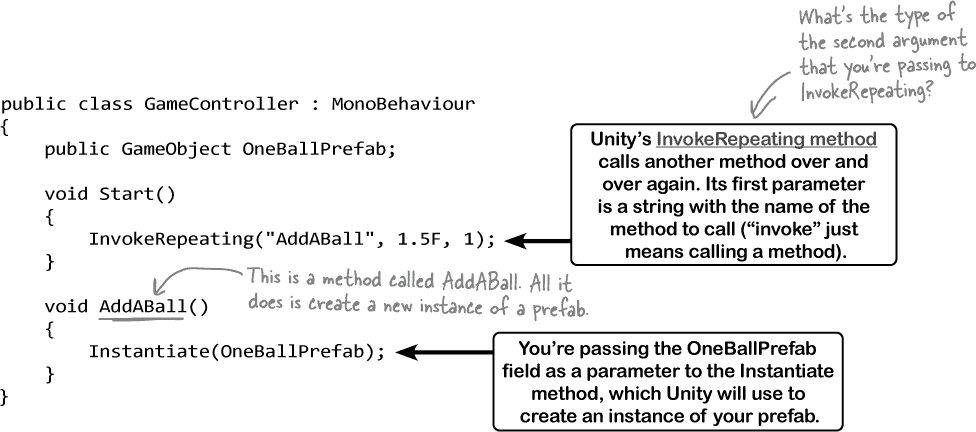 What's the type of
the second argument
that you're passing to
InvokeRepeating?
public class GameController : MonoBehaviour
{
public GameObject OneBallPrefab;
void Start()
{
InvokeRepeating("AddABall", 1.5F, 1);
}
Unity's InvokeRepeating method
calls another method over and
over again. Its first parameter
is a string with the name of the
method to call ("invoke" just
means calling a method).
This is a method called AddABall. All it
does is create a new instance of a prefab.
void AddABall()
{
Instantiate(OneBallPrefab);
}
}
You're passing the OneBallPrefab
field as a parameter to the Instantiate
method, which Unity will use to
create an instance of your prefab.